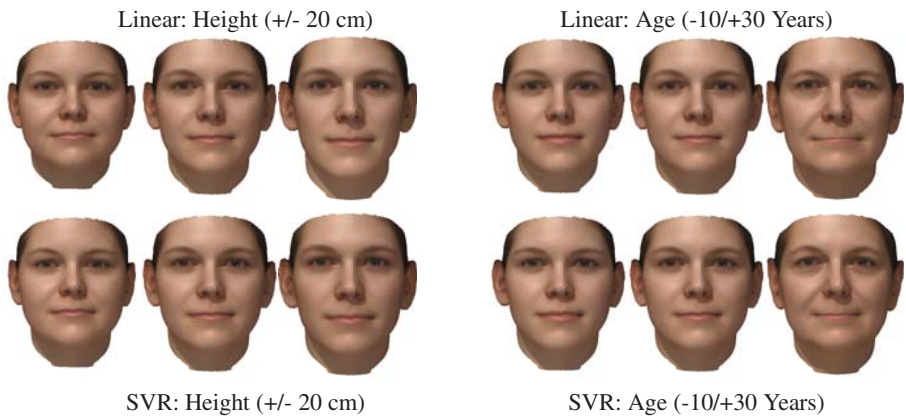 Linear: Height (+/- 20 cm)
Linear: Age (-10/+30 Years)
SVR: Height (+/- 20 cm)
SVR: Age (-10/+30 Years)